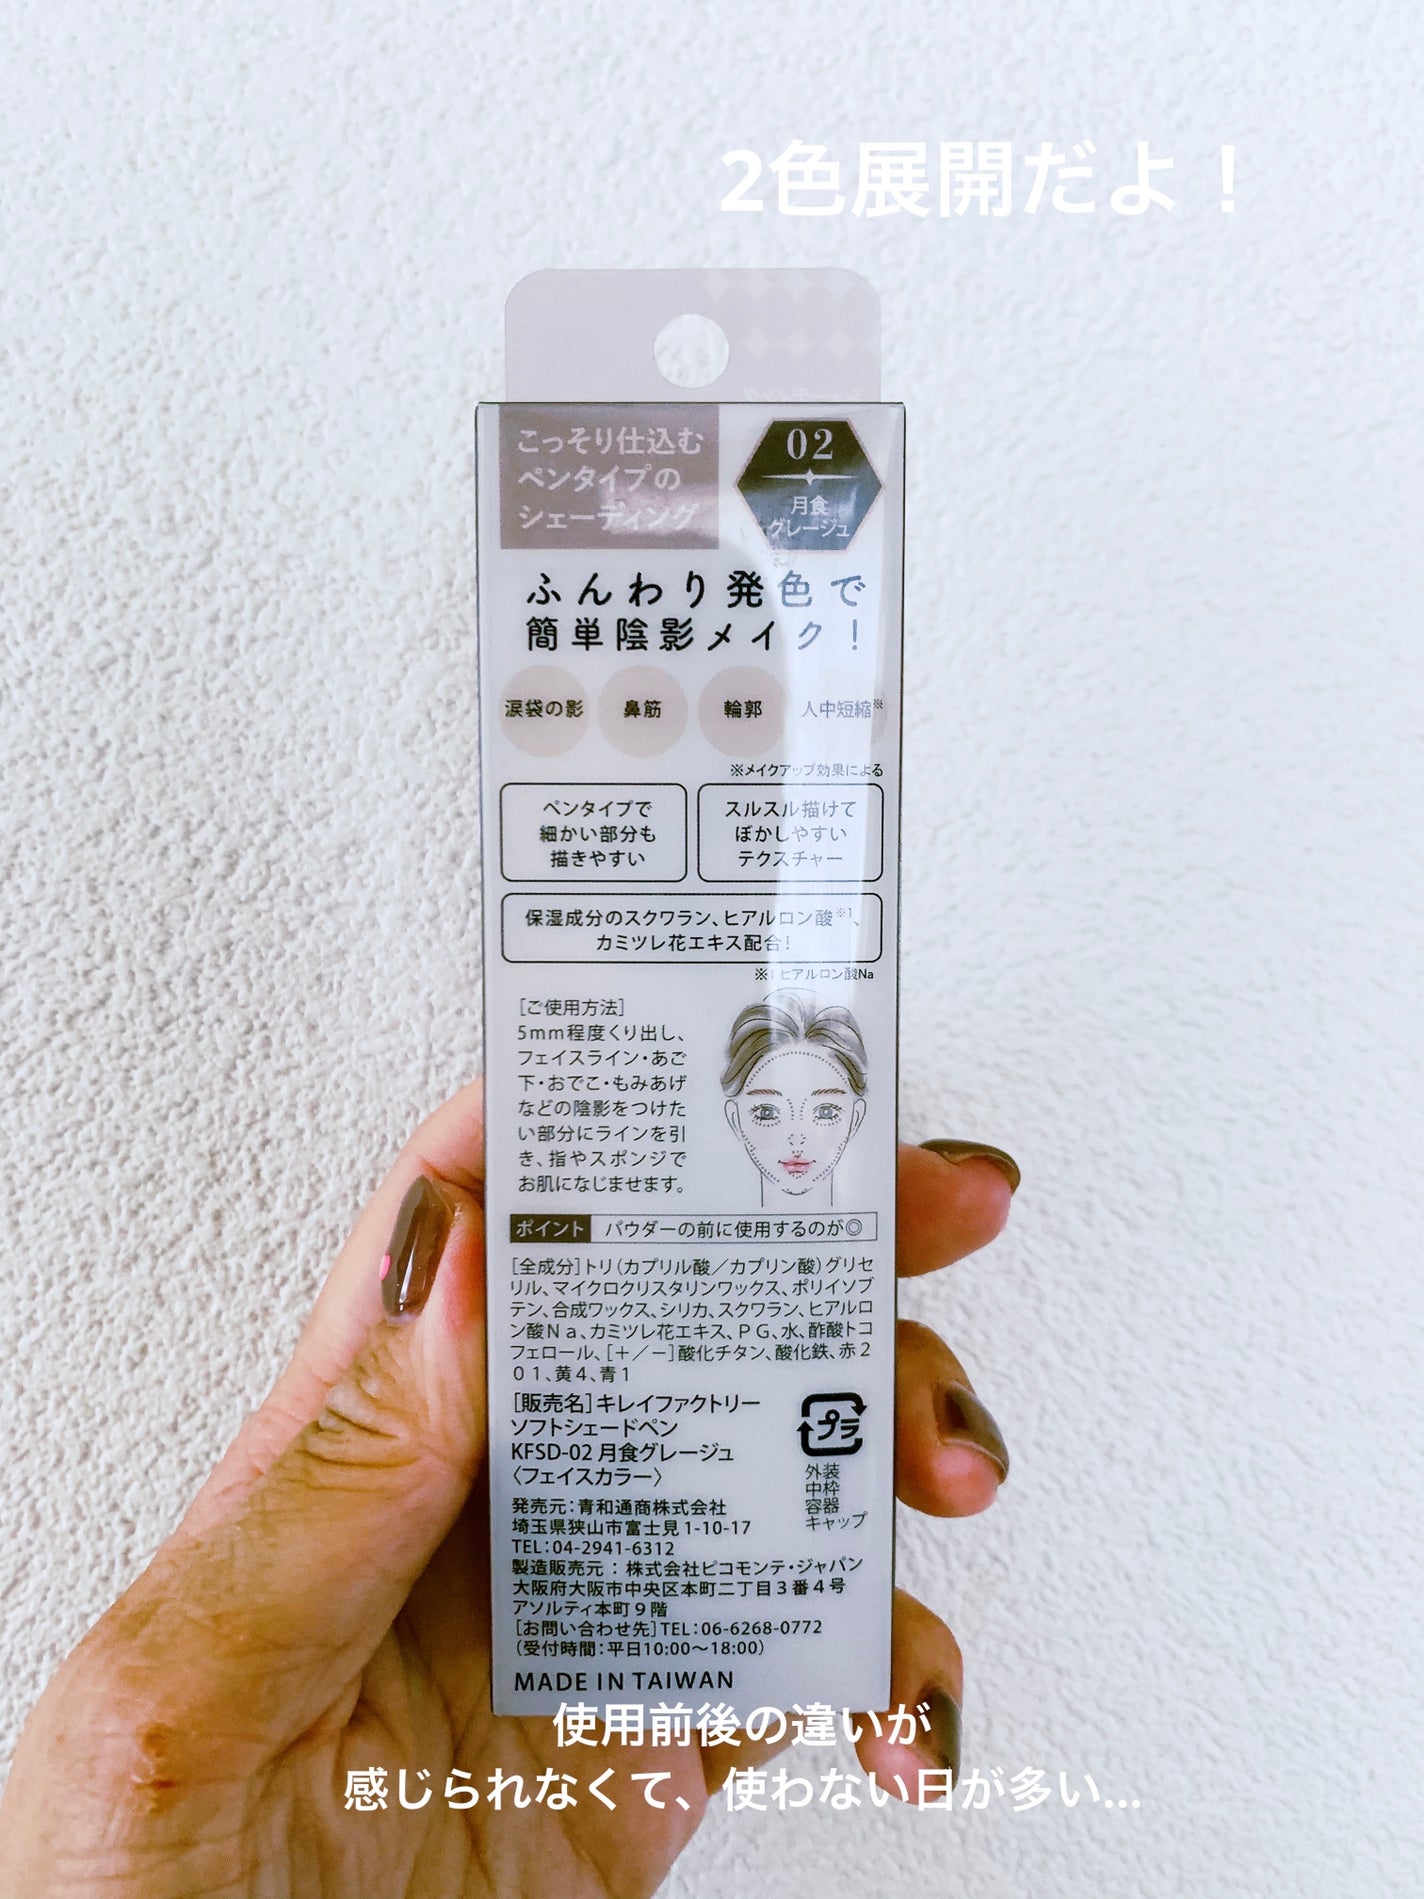 2色展開だよ！
こっそり仕込む
ペンタイプの
シェーディング
02
月食
グレージュ
ふんわり発色で
簡単陰影メイク！
涙袋の影 鼻筋 輪郭 人中短縮※
※メイクアップ効果による
ペンタイプで
細かい部分も
描きやすい
スルスル描けて
ぼかしやすい
テクスチャー
保湿成分のスクワラン、ヒアルロン酸※1、
カミツレ花エキス配合！
※1 ヒアルロン酸Na
［ご使用方法］
5mm程度くり出し、
フェイスライン・あご
下・おでこ・もみあげ
などの陰影をつけた
い部分にラインを引
き、指やスポンジで
お肌になじませます。
ポイント パウダーの前に使用するのが◎
［全成分］トリ（カプリル酸／カプリン酸）グリセ
リル、マイクロクリスタリンワックス、ポリイソブ
テン、合成ワックス、シリカ、スクワラン、ヒアルロ
ン酸Na、カミツレ花エキス、PG、水、酢酸トコ
フェロール、［＋／－］酸化チタン、酸化鉄、赤2
01、黄4、青1
［販売名］キレイファクトリー
ソフトシェードペン
KFSD-02 月食グレージュ
〈フェイスカラー〉
プラ
外装
中枠
容器
キャップ
発売元：青和通商株式会社
埼玉県狭山市富士見1-10-17
TEL：04-2941-6312
製造販売元：株式会社ピコモンテ・ジャパン
大阪府大阪市中央区本町二丁目3番4号
アソルティ本町9階
［お問い合わせ先］TEL：06-6268-0772
（受付時間：平日10:00～18:00）
MADE IN TAIWAN
使用前後の違いが
感じられなくて、使わない日が多い...